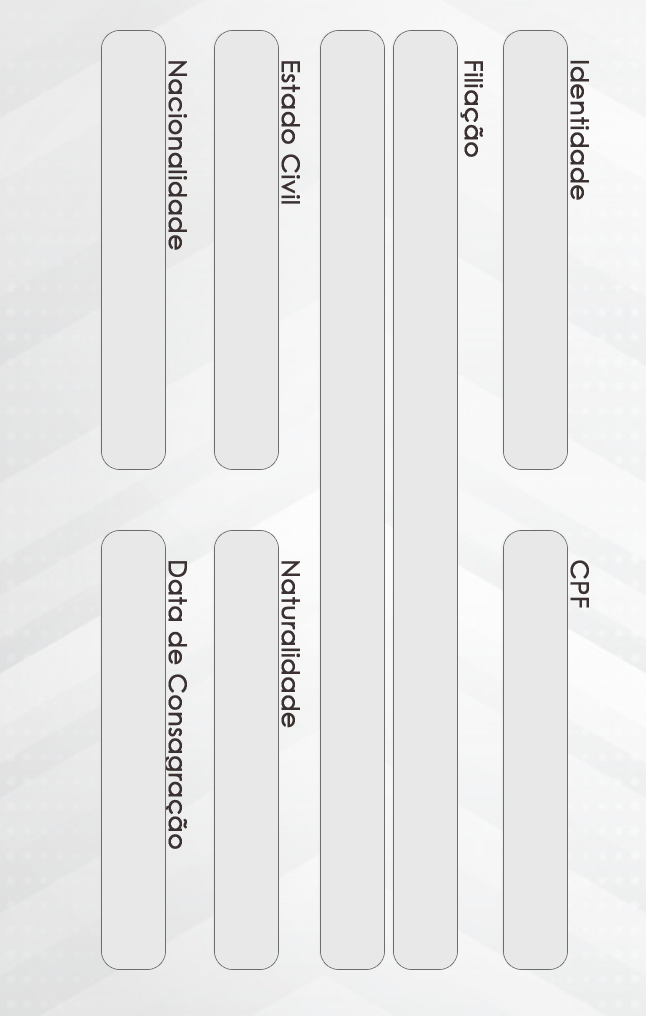 Identidade
CPF
Filiação
Estado Civil
Naturalidade
Nacionalidade
Data de Consagração